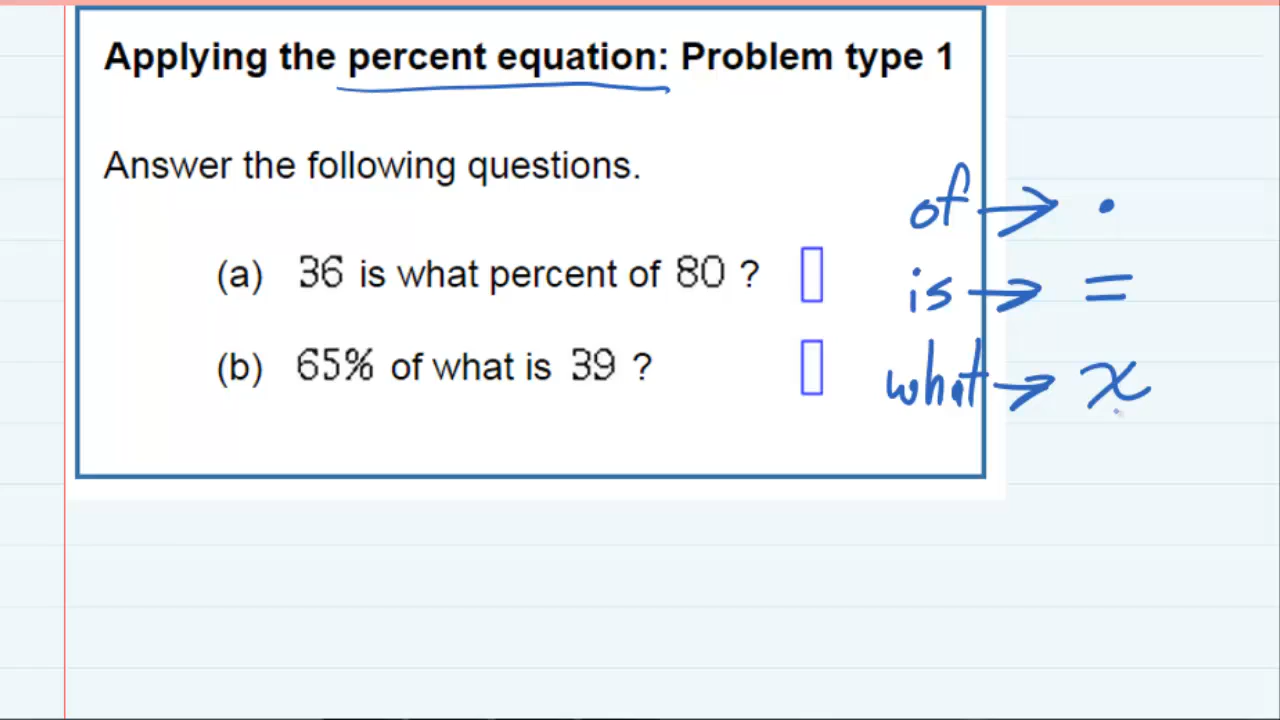 Applying the percent equation: Problem type 1
Answer the following questions.
of → •
(a) 36 is what percent of 80 ?
is → =
(b) 65% of what is 39 ?
what → x